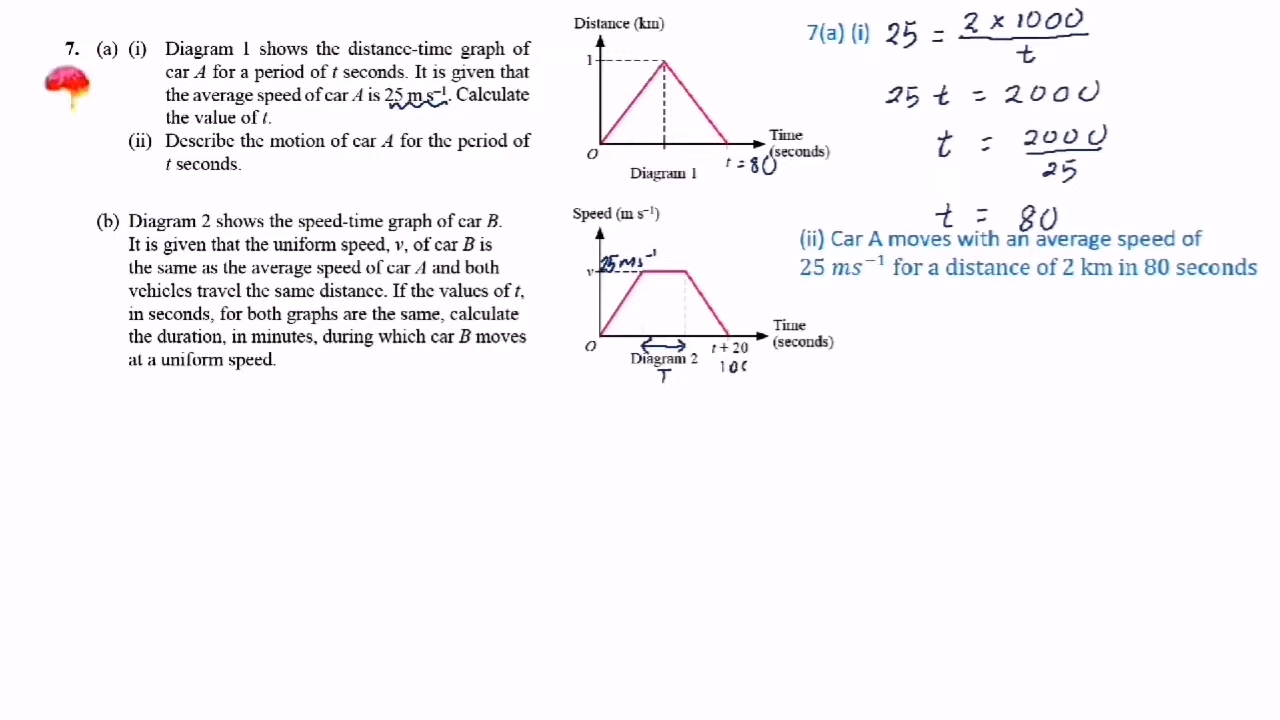 7. (a) (i) Diagram 1 shows the distance-time graph of
car A for a period of t seconds. It is given that
the average speed of car A is 25 m s⁻¹. Calculate
the value of t.
(ii) Describe the motion of car A for the period of
t seconds.
Distance (km)
1
O
Time
(seconds)
t = 80
Diagram 1
7(a) (i) 25 = 2 × 1000 / t
25 t = 2000
t = 2000 / 25
t = 80
(ii) Car A moves with an average speed of
25 ms⁻¹ for a distance of 2 km in 80 seconds
(b) Diagram 2 shows the speed-time graph of car B.
It is given that the uniform speed, v, of car B is
the same as the average speed of car A and both
vehicles travel the same distance. If the values of t,
in seconds, for both graphs are the same, calculate
the duration, in minutes, during which car B moves
at a uniform speed.
Speed (m s⁻¹)
25 ms⁻¹
v
O
Time
(seconds)
t + 20
Diagram 2
100
T